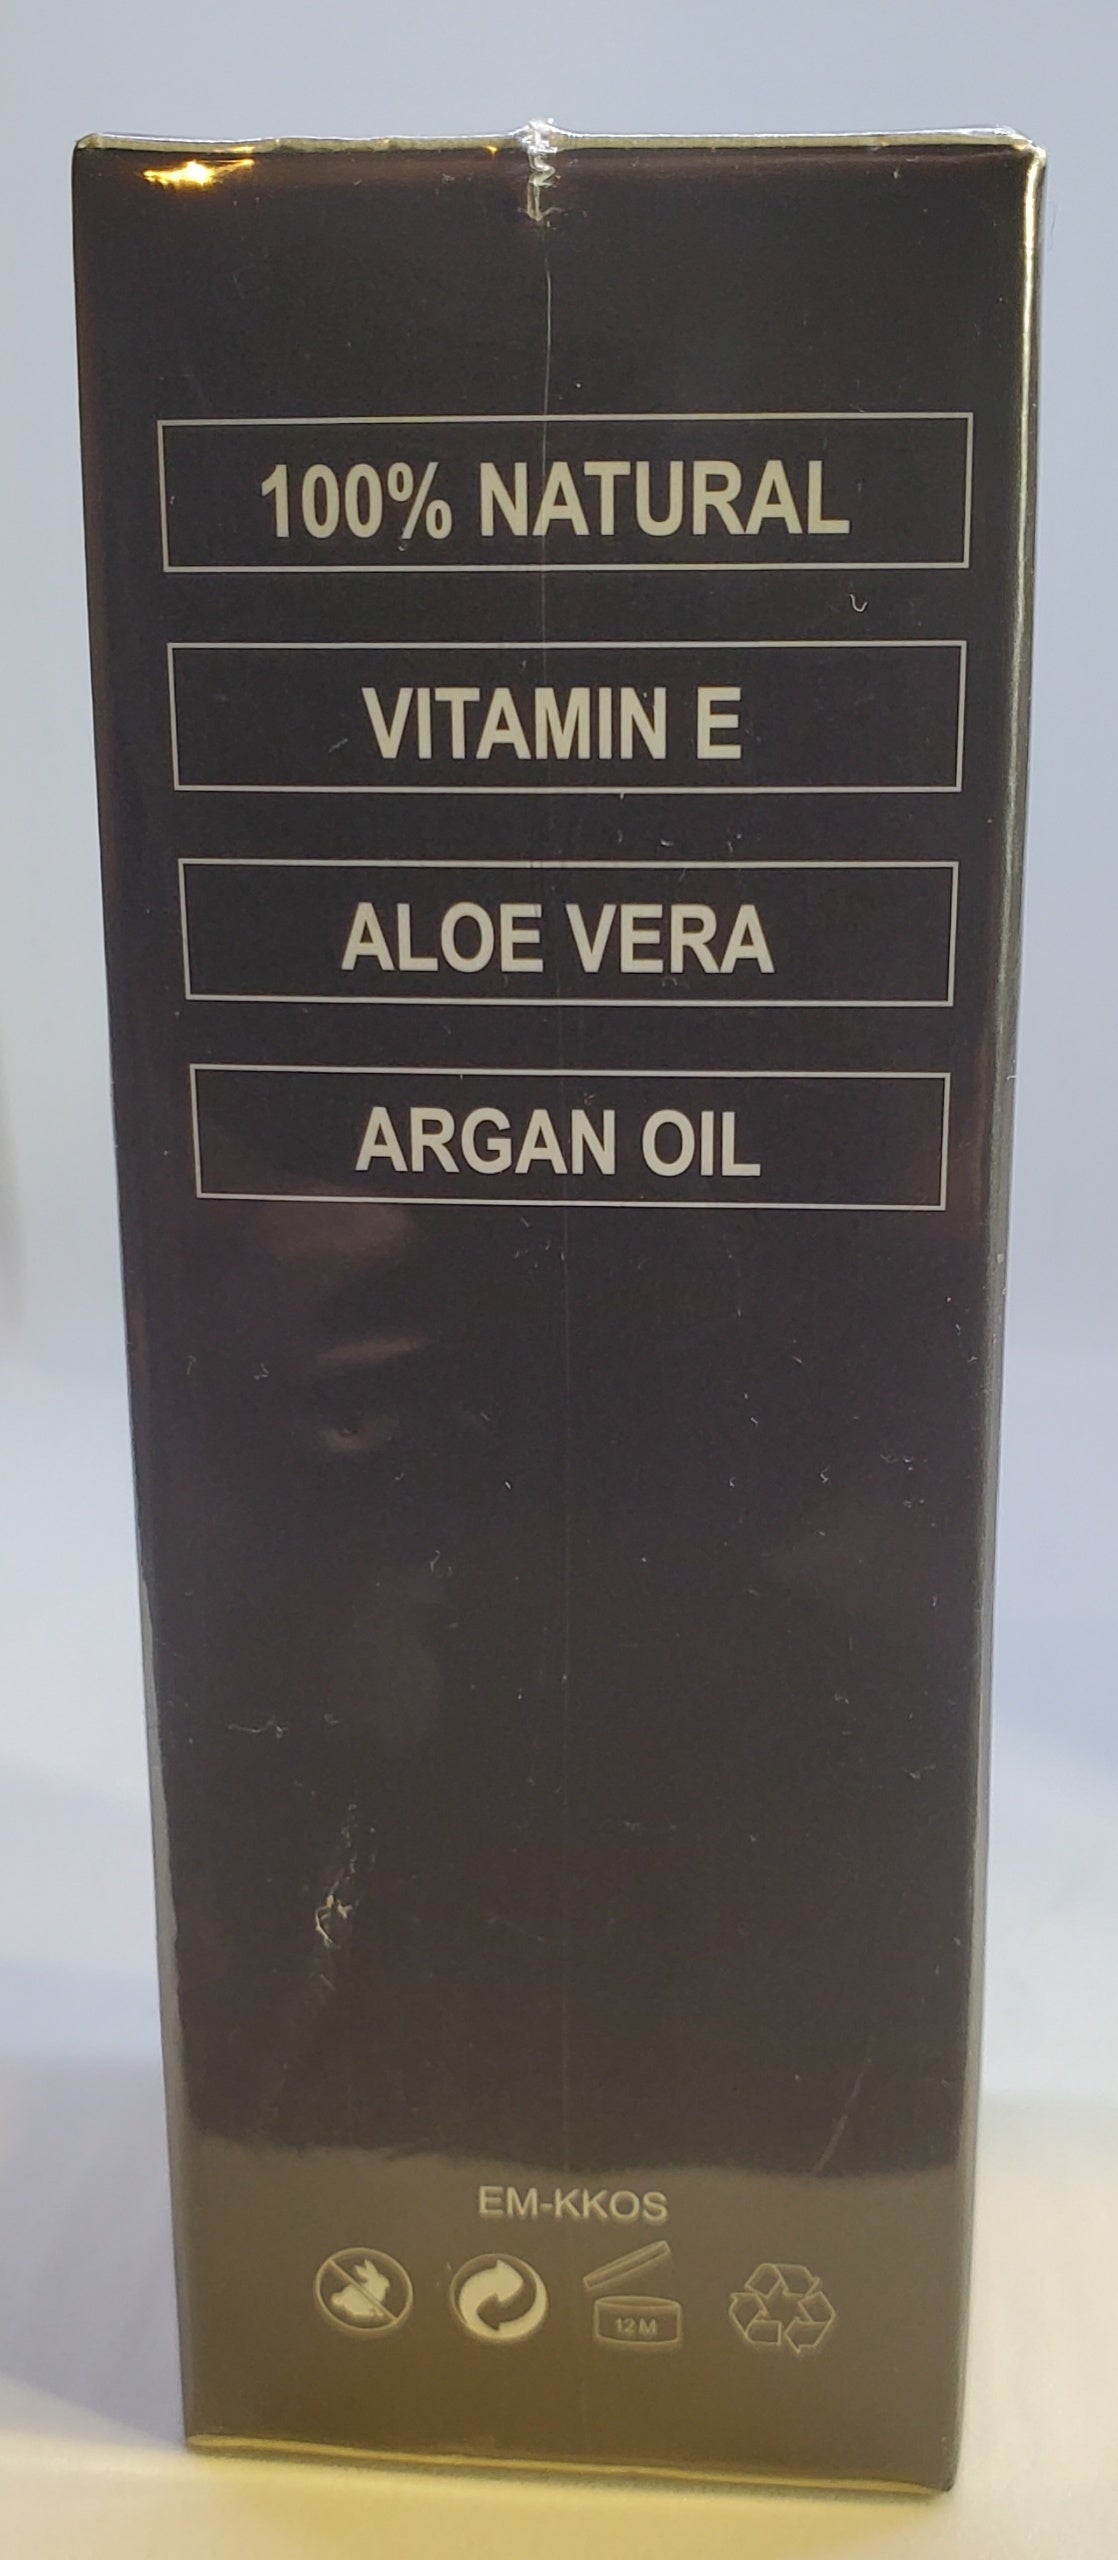 100% NATURAL
VITAMIN E
ALOE VERA
ARGAN OIL
EM-KKOS
12 M